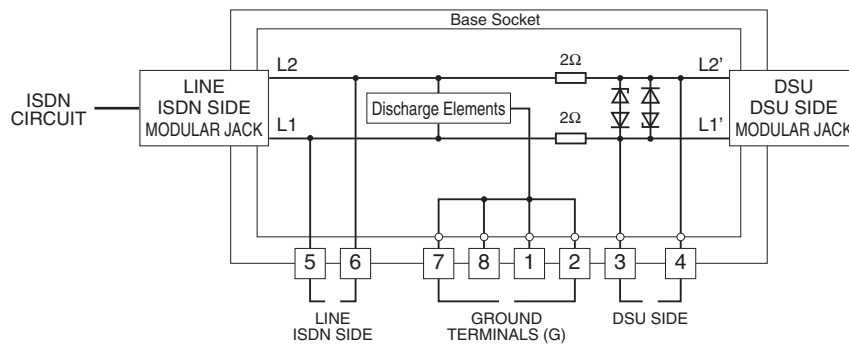 Base Socket
ISDN
CIRCUIT
LINE
ISDN SIDE
MODULAR JACK
L2
L1
Discharge Elements
2Ω
2Ω
L2'
L1'
DSU
DSU SIDE
MODULAR JACK
5
6
7
8
1
2
3
4
LINE
ISDN SIDE
GROUND
TERMINALS (G)
DSU SIDE